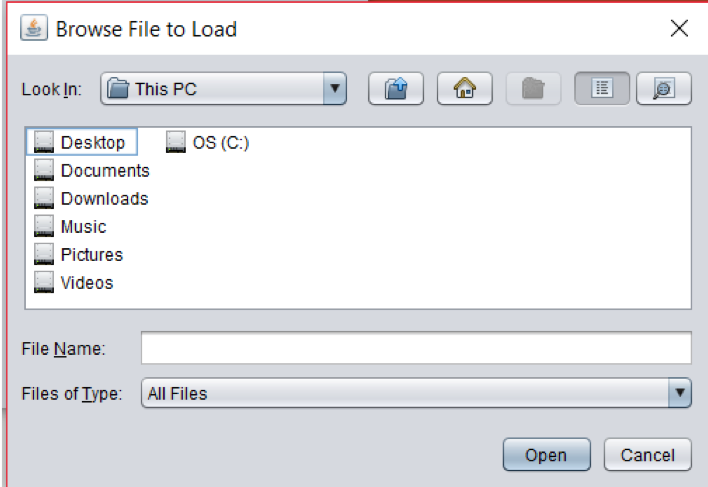 Browse File to Load
Look In: This PC
Desktop OS (C:)
Documents
Downloads
Music
Pictures
Videos
File Name:
Files of Type: All Files
Open Cancel